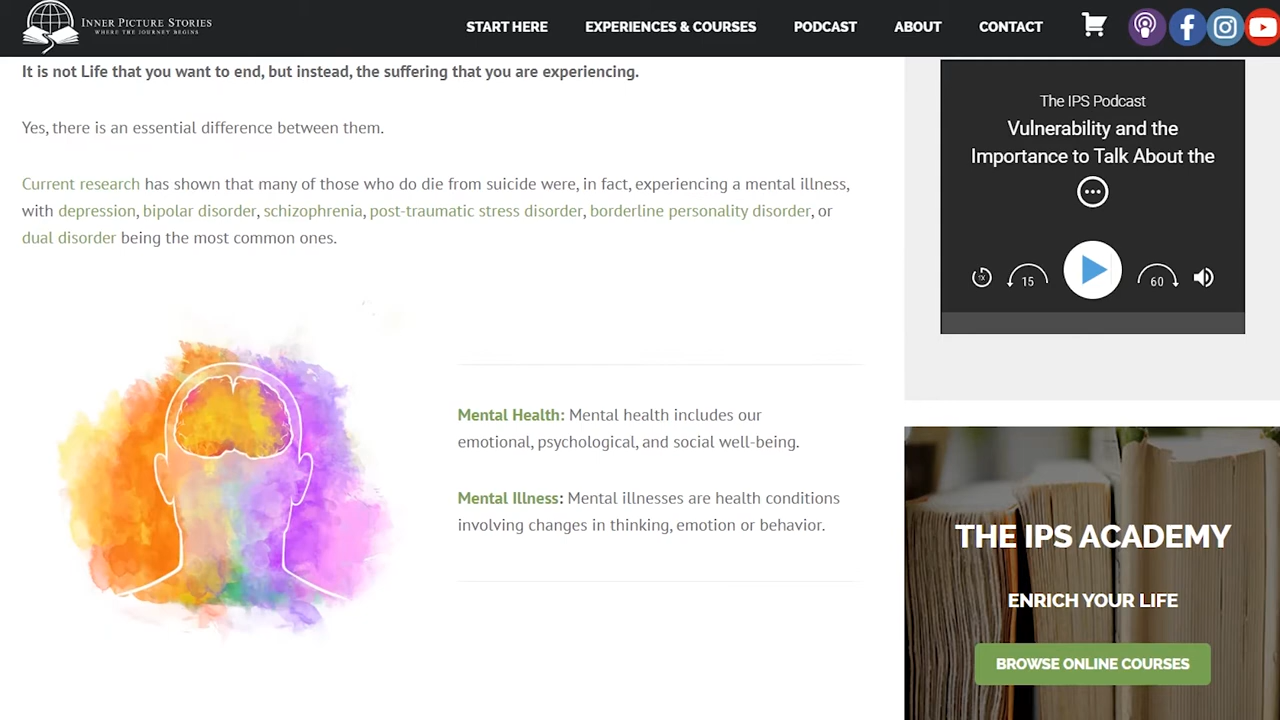 INNER PICTURE STORIES
WHERE THE JOURNEY BEGINS
START HERE
EXPERIENCES & COURSES
PODCAST
ABOUT
CONTACT
It is not Life that you want to end, but instead, the suffering that you are experiencing.
Yes, there is an essential difference between them.
Current research has shown that many of those who do die from suicide were, in fact, experiencing a mental illness,
with depression, bipolar disorder, schizophrenia, post-traumatic stress disorder, borderline personality disorder, or
dual disorder being the most common ones.
Mental Health: Mental health includes our
emotional, psychological, and social well-being.
Mental Illness: Mental illnesses are health conditions
involving changes in thinking, emotion or behavior.
The IPS Podcast
Vulnerability and the
Importance to Talk About the
1X
15
60
THE IPS ACADEMY
ENRICH YOUR LIFE
BROWSE ONLINE COURSES